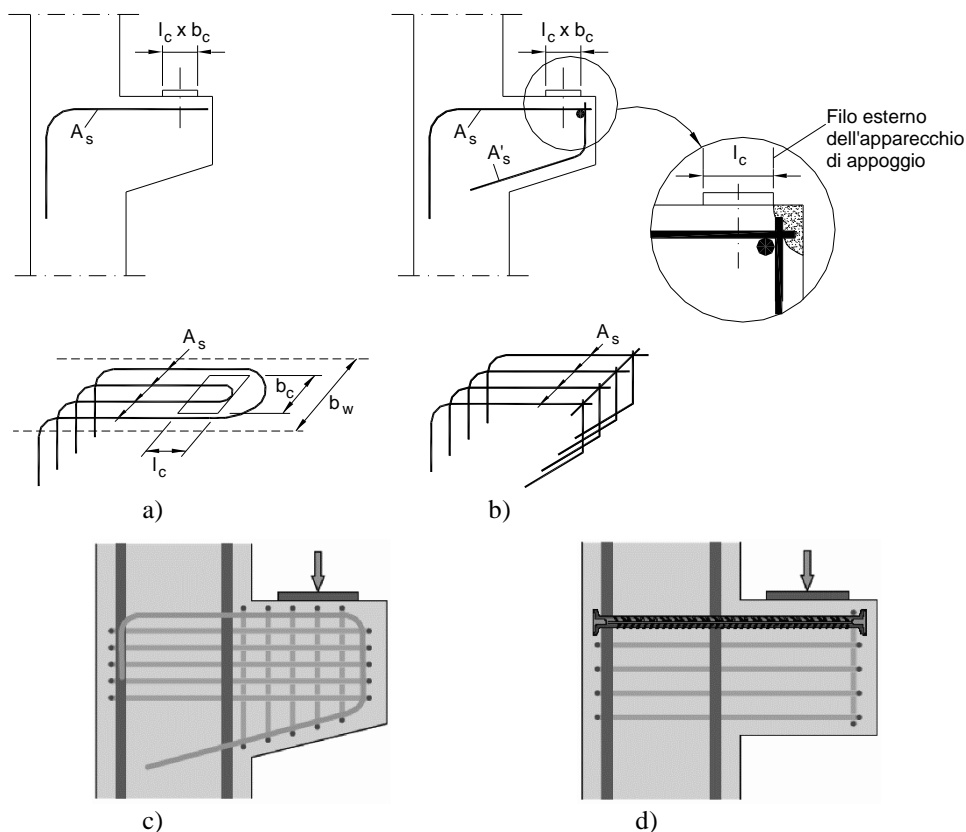 l_c x b_c
A_s
l_c x b_c
A_s
A'_s
Filo esterno
dell'apparecchio
di appoggio
l_c
A_s
b_c
b_w
l_c
a)
A_s
b)
c)
d)